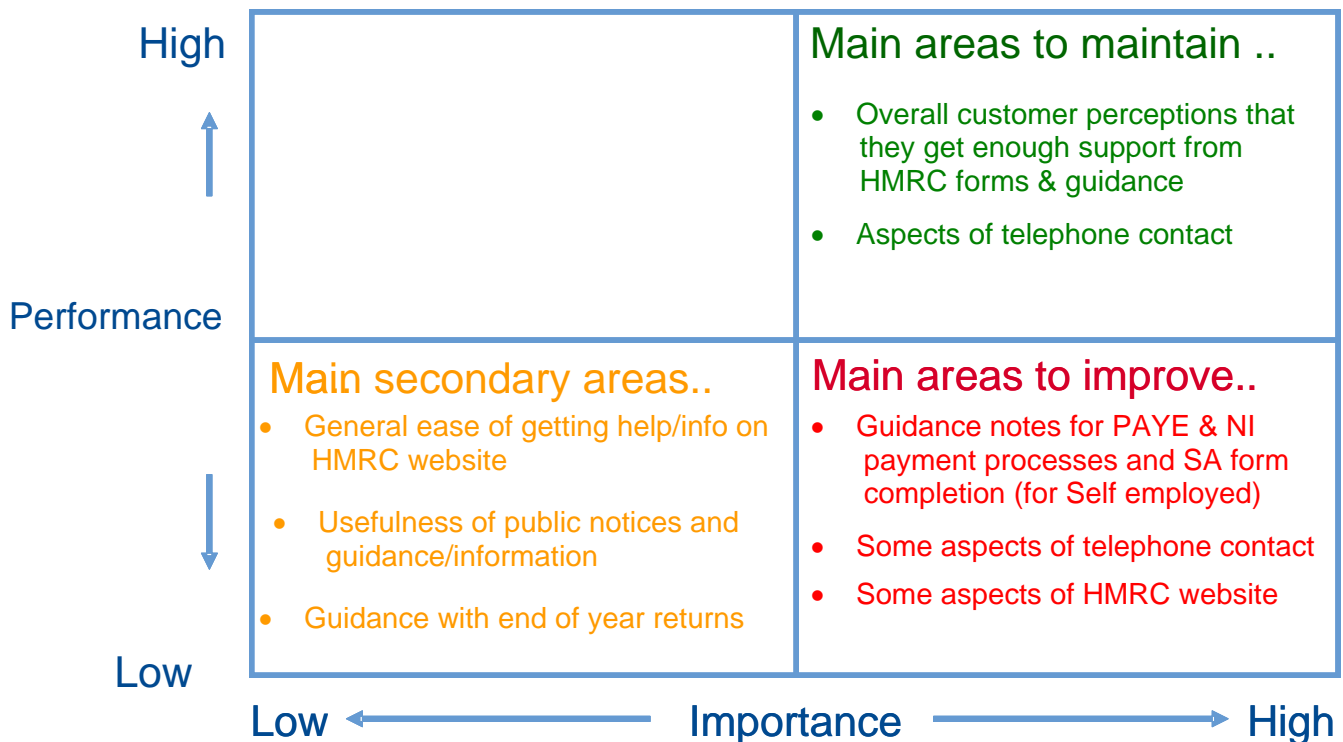 High
Main areas to maintain ..
• Overall customer perceptions that
they get enough support from
HMRC forms & guidance
• Aspects of telephone contact
Performance
Main secondary areas..
• General ease of getting help/info on
HMRC website
• Usefulness of public notices and
guidance/information
• Guidance with end of year returns
Main areas to improve..
• Guidance notes for PAYE & NI
payment processes and SA form
completion (for Self employed)
• Some aspects of telephone contact
• Some aspects of HMRC website
Low
Low Importance High